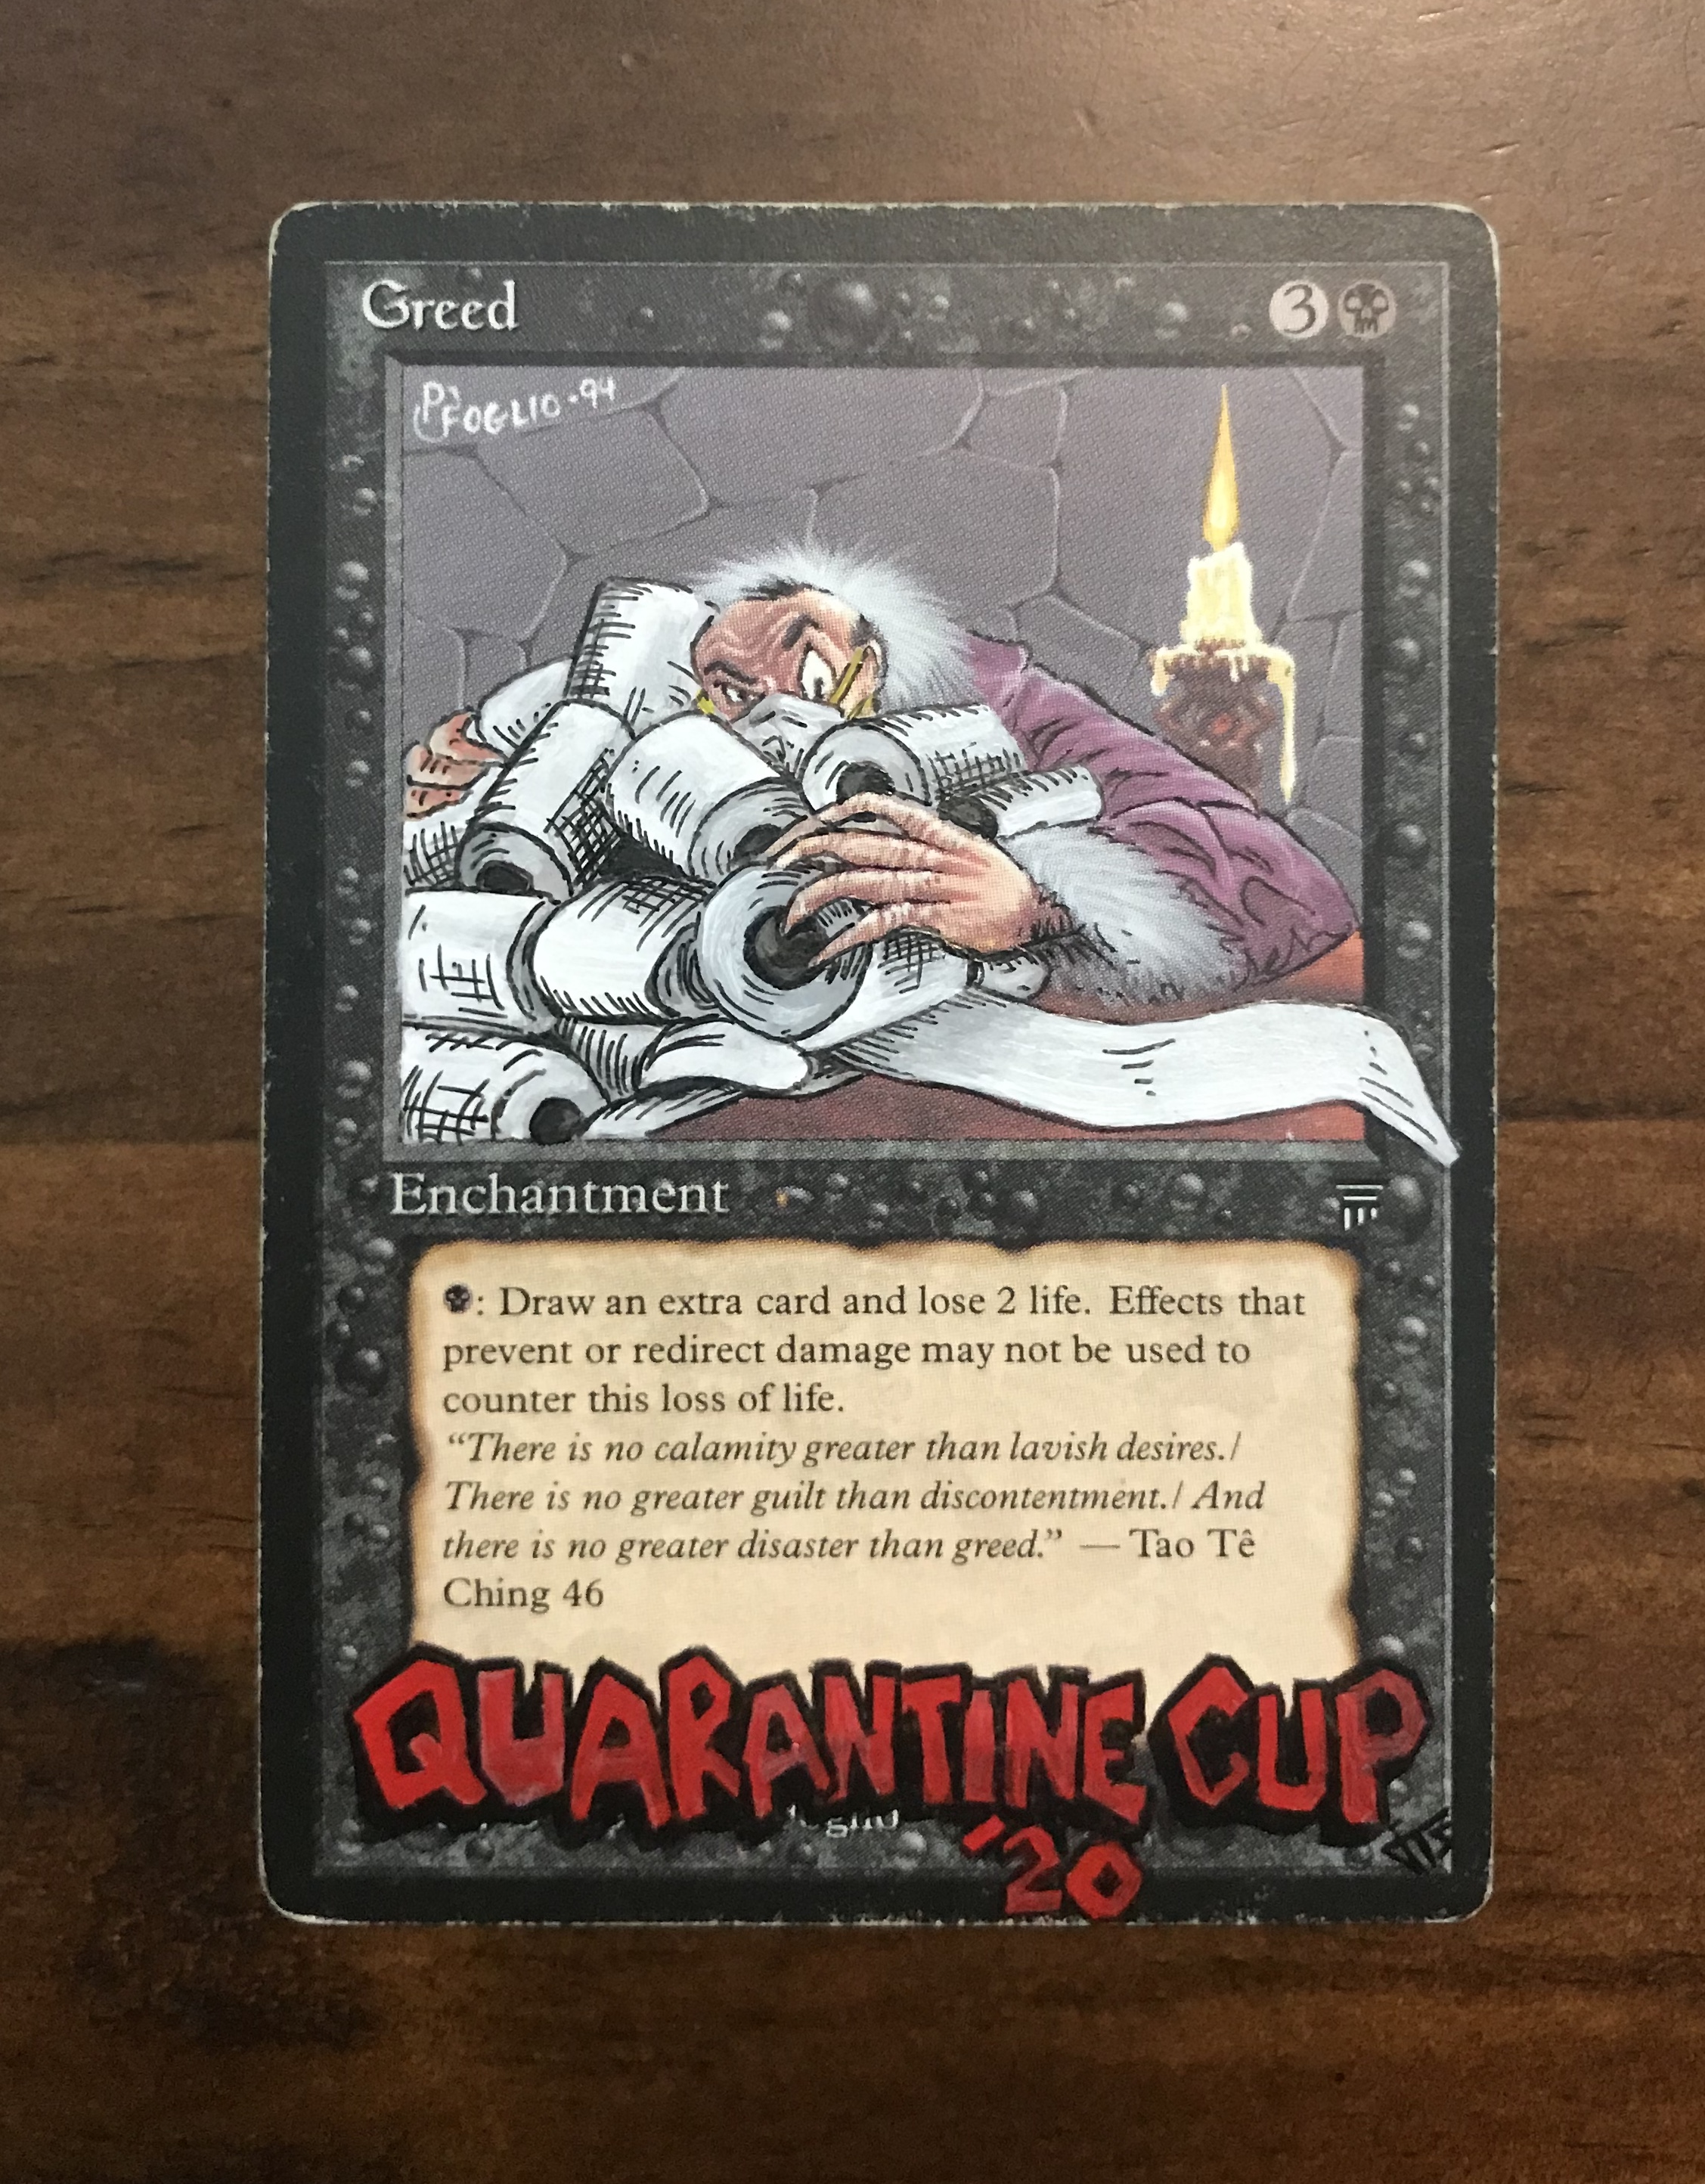 Greed
3
P. FOGLIO-94
Enchantment
: Draw an extra card and lose 2 life. Effects that
prevent or redirect damage may not be used to
counter this loss of life.
“There is no calamity greater than lavish desires./
There is no greater guilt than discontentment./ And
there is no greater disaster than greed.” — Tao Tê
Ching 46
QUARANTINE CUP
'20